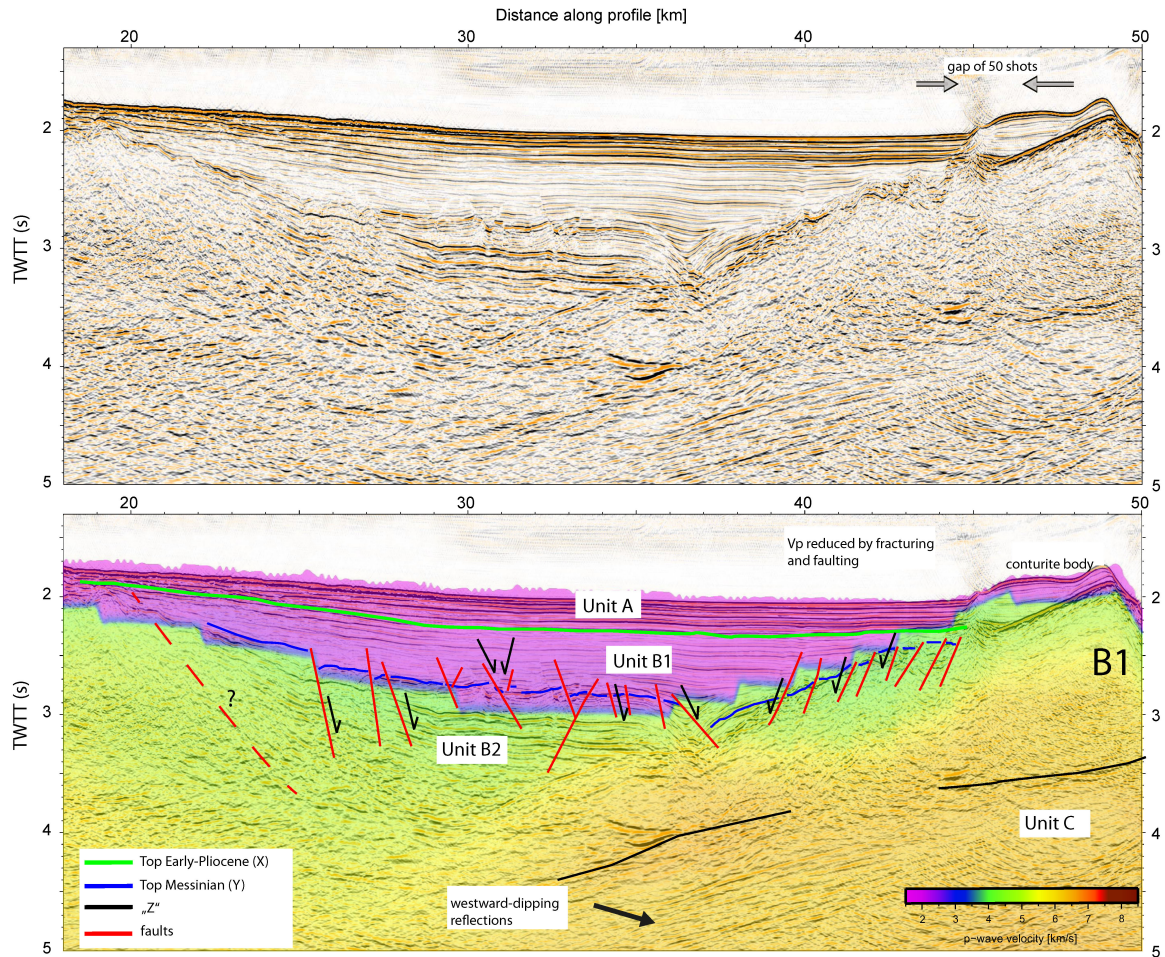 Distance along profile [km]
20 30 40 50
gap of 50 shots
2 2
3 3
4 4
5 5
TWTT (s)
20 30 40 50
Vp reduced by fracturing
and faulting
conturite body
2 2
Unit A
Unit B1
B1
?
3 3
Unit B2
TWTT (s)
4 4
Unit C
Top Early-Pliocene (X)
Top Messinian (Y)
„Z“
faults
westward-dipping
reflections
2 3 4 5 6 7 8
p−wave velocity [km/s]
5 5